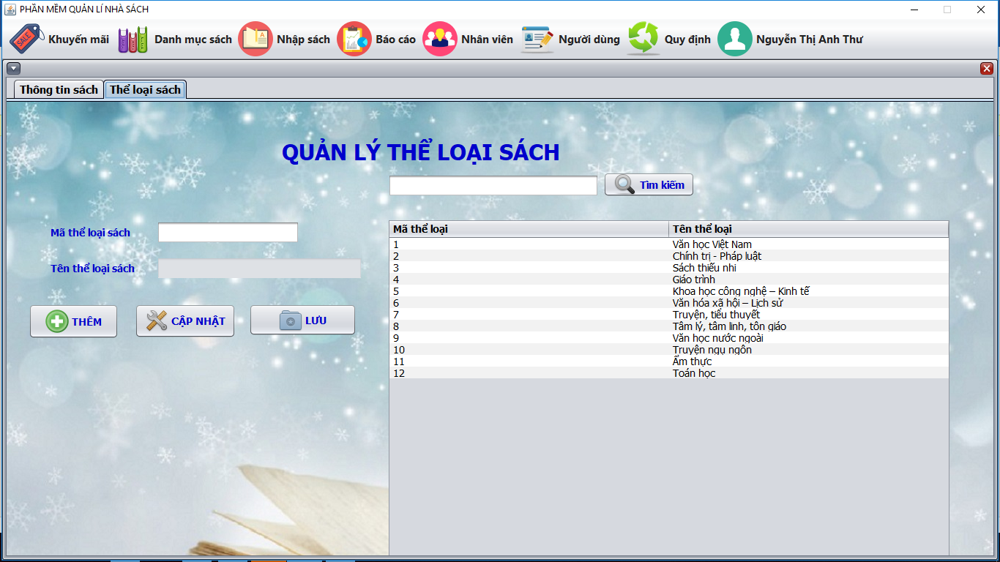 PHẦN MỀM QUẢN LÍ NHÀ SÁCH
SALE Khuyến mãi Danh mục sách Nhập sách Báo cáo Nhân viên Người dùng Quy định Nguyễn Thị Anh Thư
Thông tin sách Thể loại sách
QUẢN LÝ THỂ LOẠI SÁCH
Tìm kiếm
Mã thể loại sách
Tên thể loại sách
THÊM CẬP NHẬT LƯU
Mã thể loại Tên thể loại
1 Văn học Việt Nam
2 Chính trị - Pháp luật
3 Sách thiếu nhi
4 Giáo trình
5 Khoa học công nghệ – Kinh tế
6 Văn hóa xã hội – Lịch sử
7 Truyện, tiểu thuyết
8 Tâm lý, tâm linh, tôn giáo
9 Văn học nước ngoài
10 Truyện ngụ ngôn
11 Ẩm thực
12 Toán học